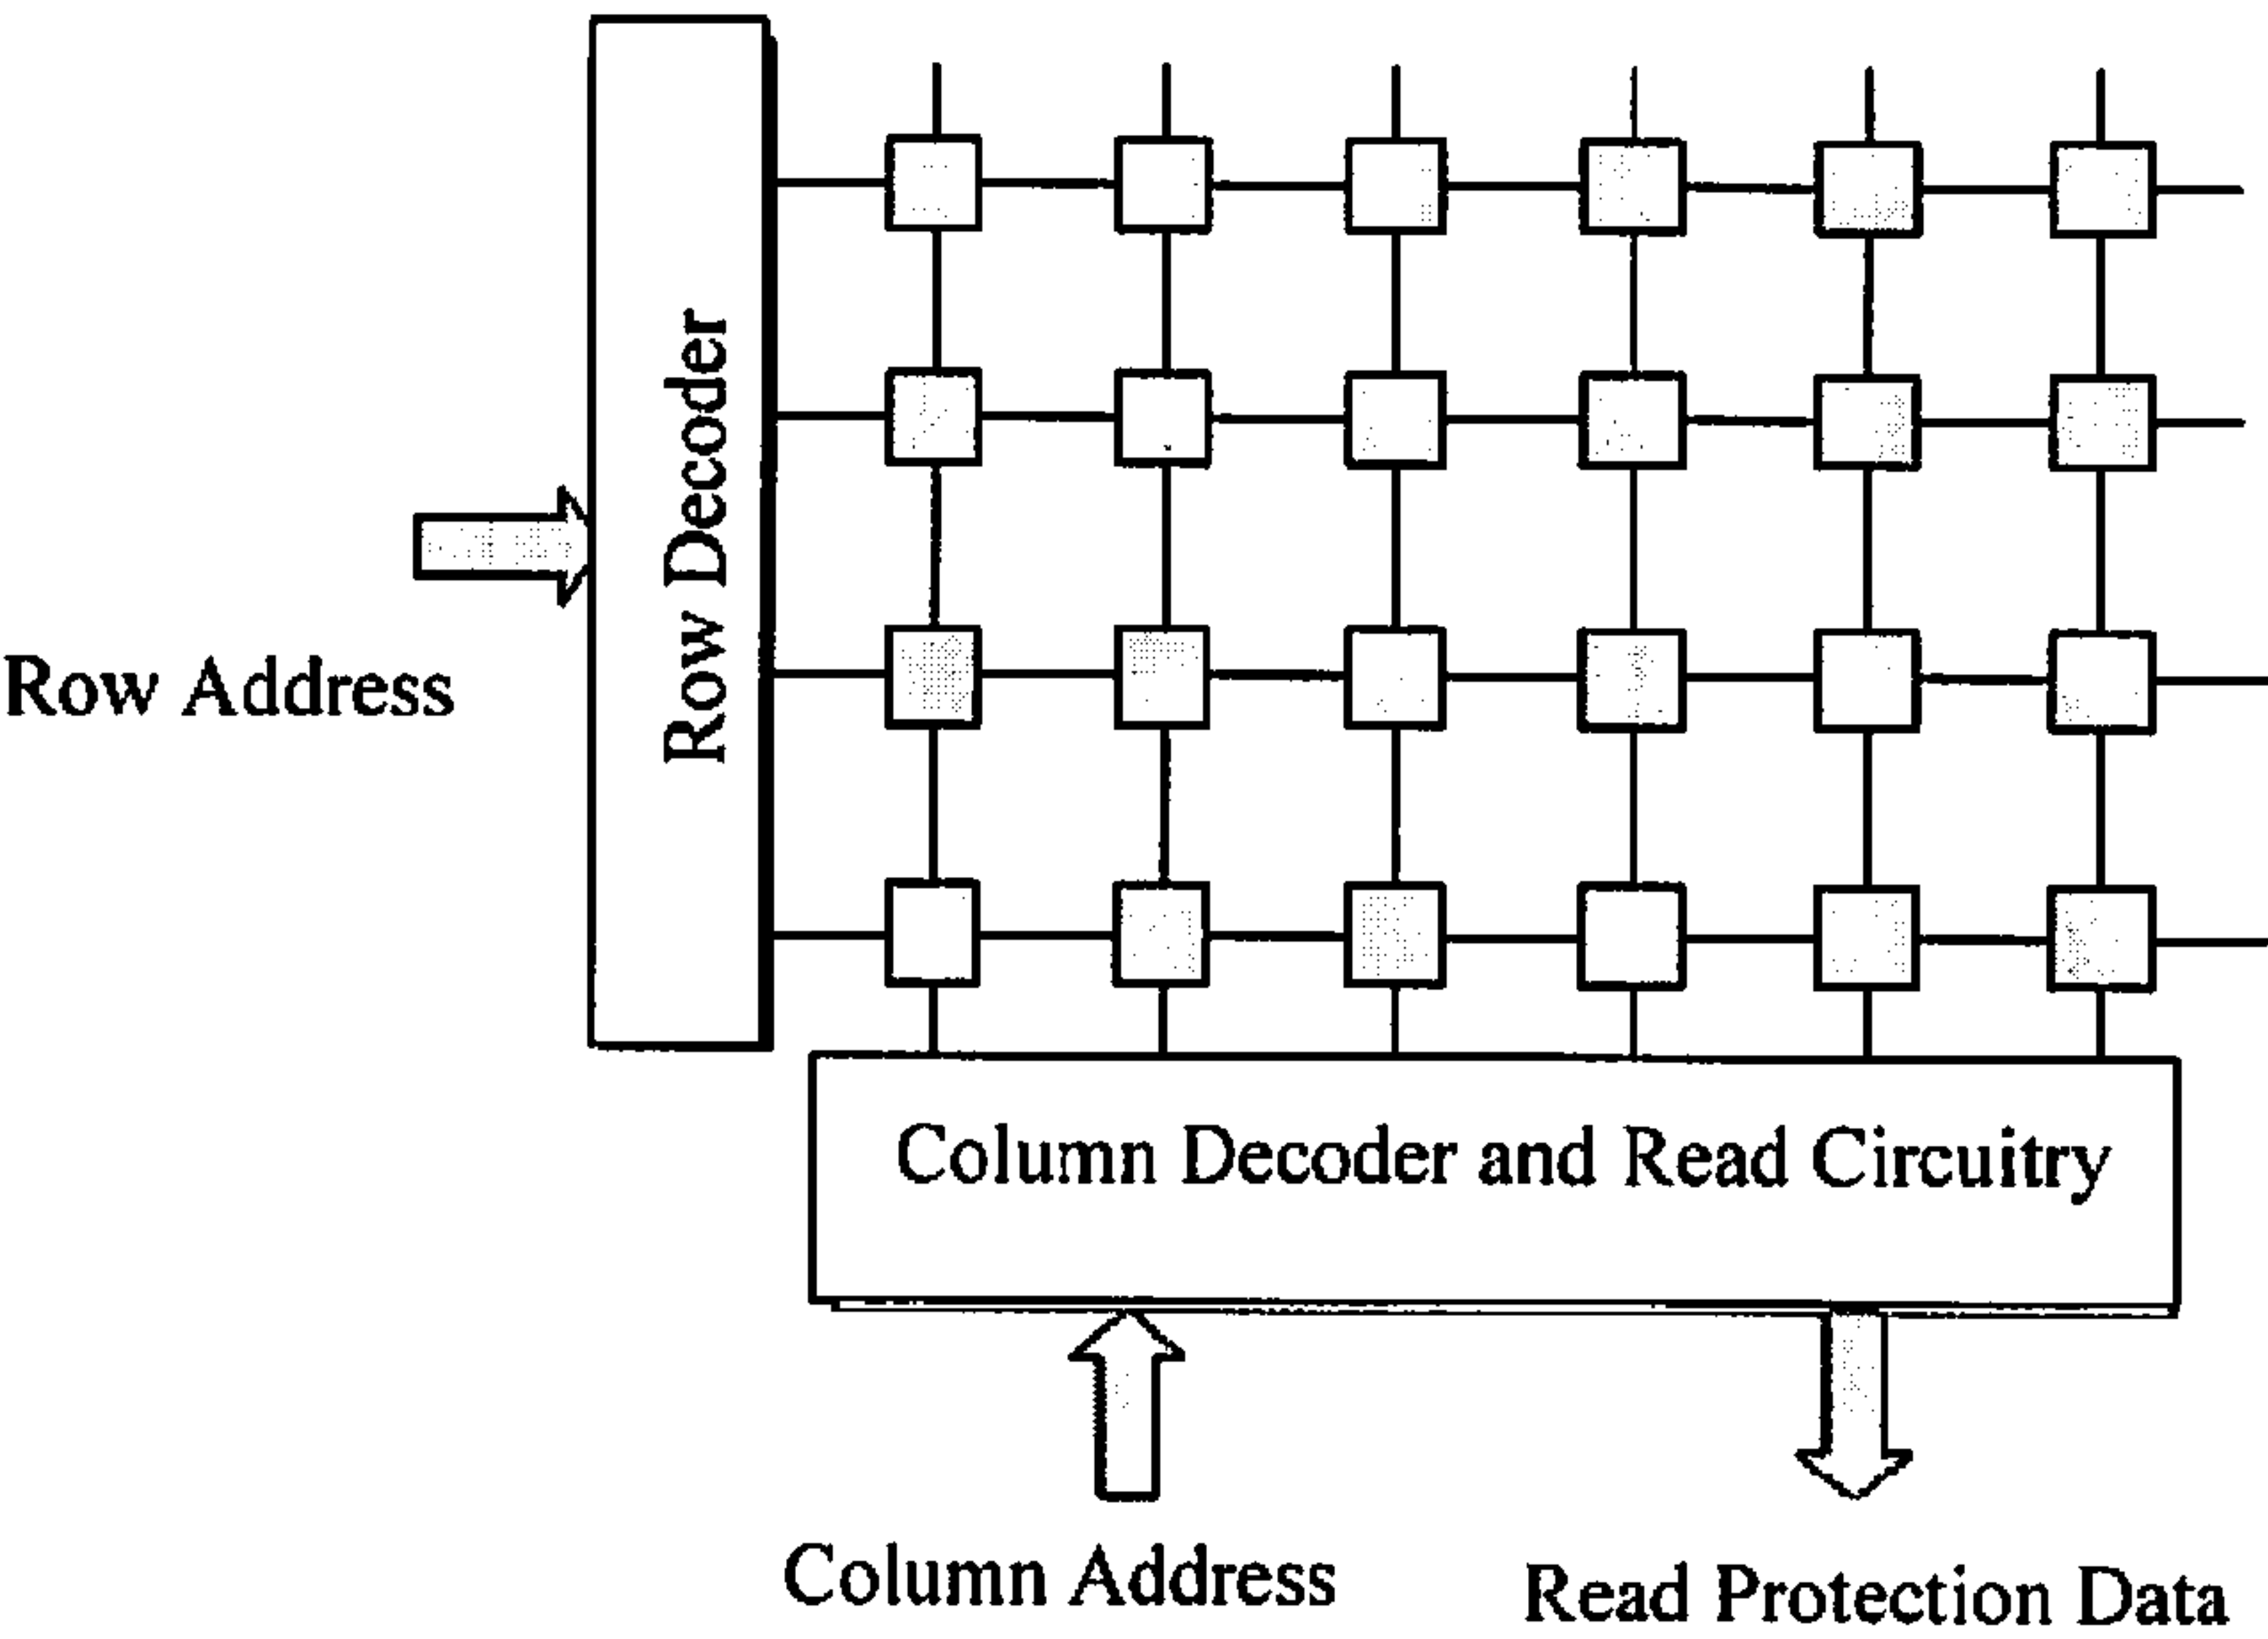 Row Decoder
Row Address
Column Decoder and Read Circuitry
Column Address
Read Protection Data